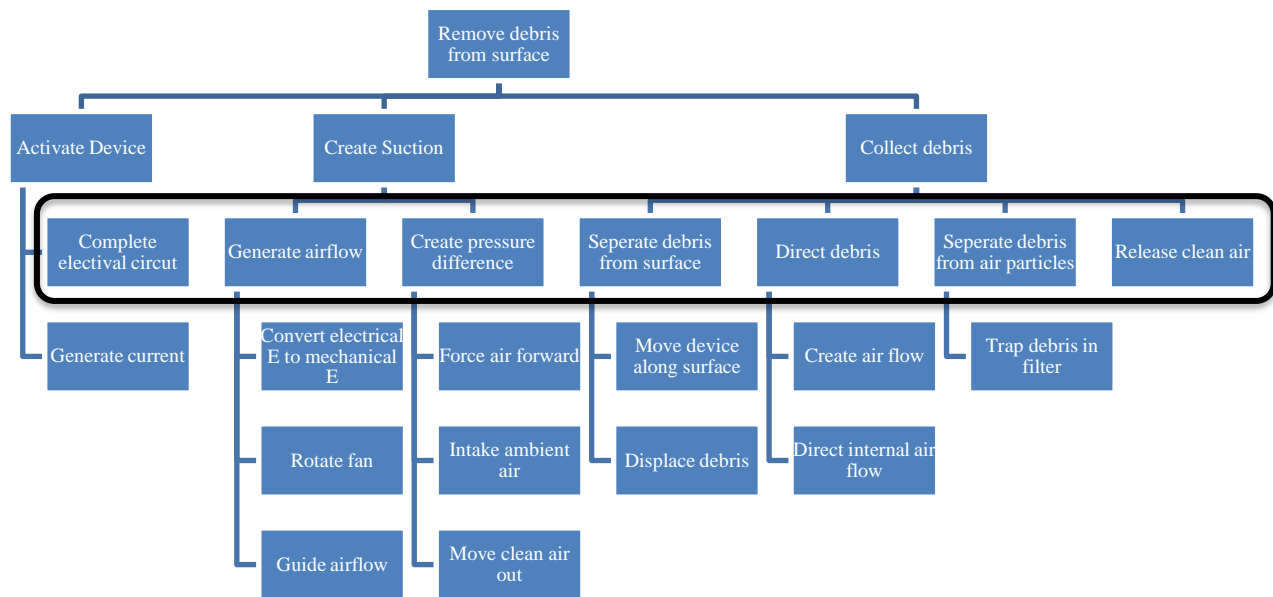 Remove debris
from surface
Activate Device
Create Suction
Collect debris
Complete
electival circut
Generate airflow
Create pressure
difference
Seperate debris
from surface
Direct debris
Seperate debris
from air particles
Release clean air
Generate current
Convert electrical
E to mechanical
E
Force air forward
Move device
along surface
Create air flow
Trap debris in
filter
Rotate fan
Intake ambient
air
Displace debris
Direct internal air
flow
Guide airflow
Move clean air
out